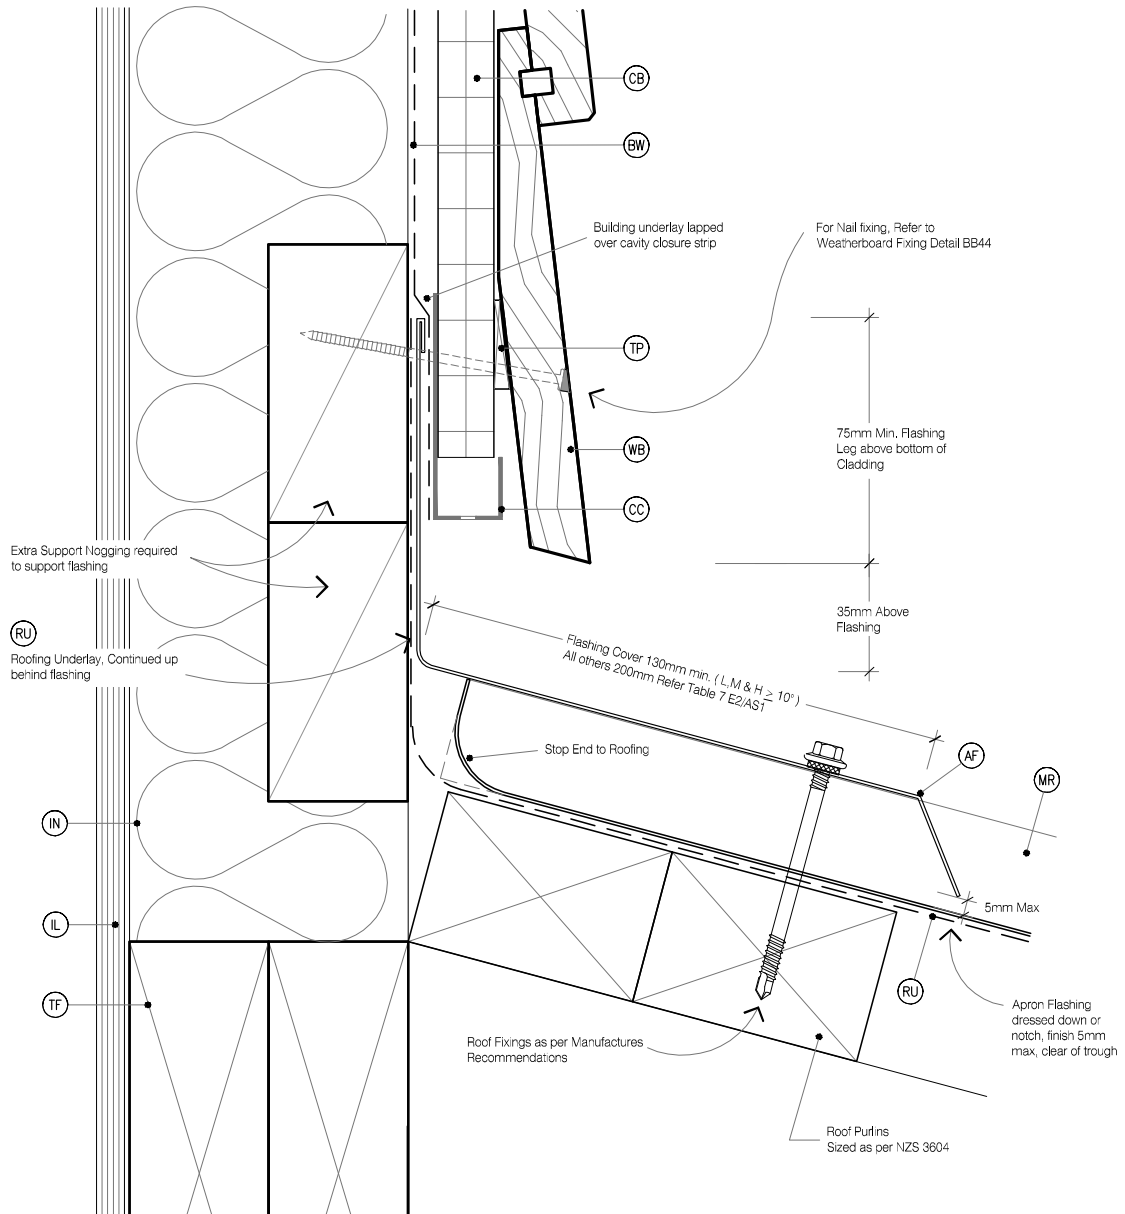 CB
BW
Building underlay lapped
over cavity closure strip
For Nail fixing, Refer to
Weatherboard Fixing Detail BB44
TP
75mm Min. Flashing
Leg above bottom of
Cladding
WB
CC
Extra Support Nogging required
to support flashing
35mm Above
Flashing
RU
Roofing Underlay, Continued up
behind flashing
Flashing Cover 130mm min. ( L,M & H ≥ 10° )
All others 200mm Refer Table 7 E2/AS1
Stop End to Roofing
AF
MR
IN
5mm Max
IL
RU
TF
Apron Flashing
dressed down or
notch, finish 5mm
max, clear of trough
Roof Fixings as per Manufactures
Recommendations
Roof Purlins
Sized as per NZS 3604